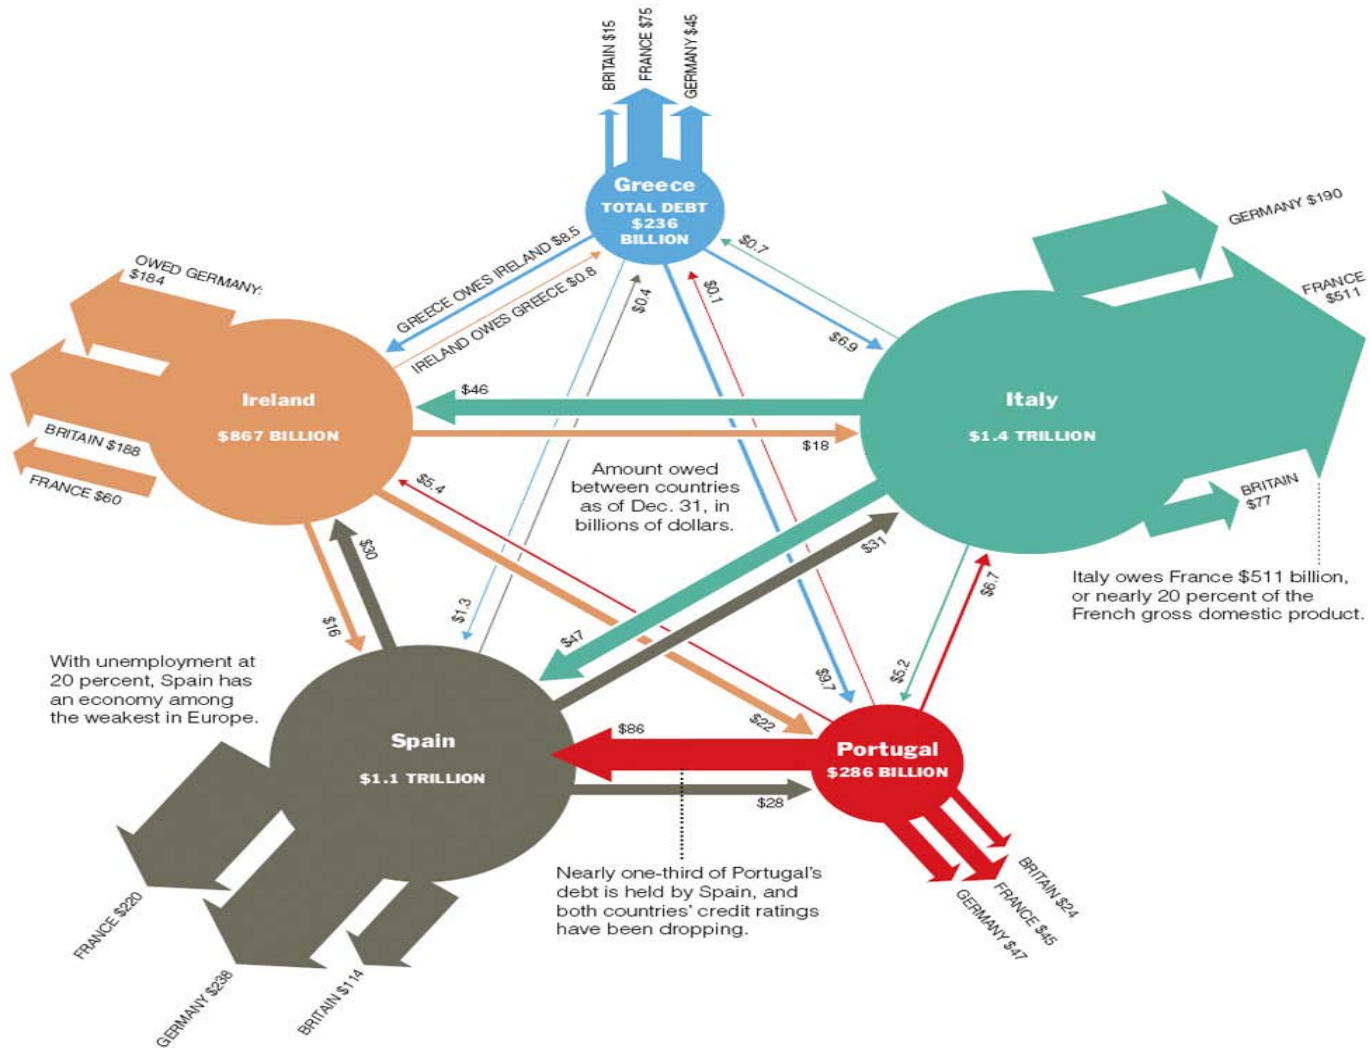 BRITAIN $15
FRANCE $75
GERMANY $45
Greece
TOTAL DEBT
$236
BILLION
GERMANY $190
FRANCE
$511
GREECE OWES IRELAND $8.5
IRELAND OWES GREECE $0.8
$0.7
$6.9
$0.4
$0.1
OWED GERMANY:
$184
Ireland
$867 BILLION
BRITAIN $188
FRANCE $60
$46
$18
Italy
$1.4 TRILLION
BRITAIN
$77
Amount owed
between countries
as of Dec. 31, in
billions of dollars.
$5.4
$30
$31
$16
$1.3
$47
$9.7
$5.2
$6.7
$22
Italy owes France $511 billion,
or nearly 20 percent of the
French gross domestic product.
With unemployment at
20 percent, Spain has
an economy among
the weakest in Europe.
Spain
$1.1 TRILLION
$86
$28
Portugal
$286 BILLION
Nearly one-third of Portugal's
debt is held by Spain, and
both countries' credit ratings
have been dropping.
FRANCE $220
GERMANY $238
BRITAIN $114
BRITAIN $24
FRANCE $45
GERMANY $47